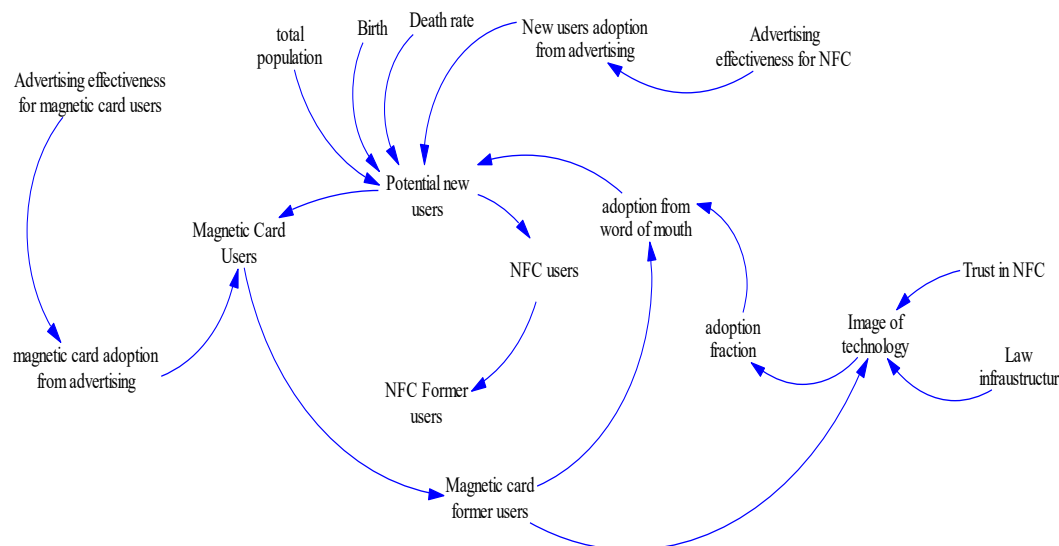 total
population
Birth
Death rate
New users adoption
from advertising
Advertising
effectiveness for NFC
Advertising effectiveness
for magnetic card users
Potential new
users
adoption from
word of mouth
Magnetic Card
Users
NFC users
Trust in NFC
magnetic card adoption
from advertising
adoption
fraction
Image of
technology
Law
infraustructur
NFC Former
users
Magnetic card
former users